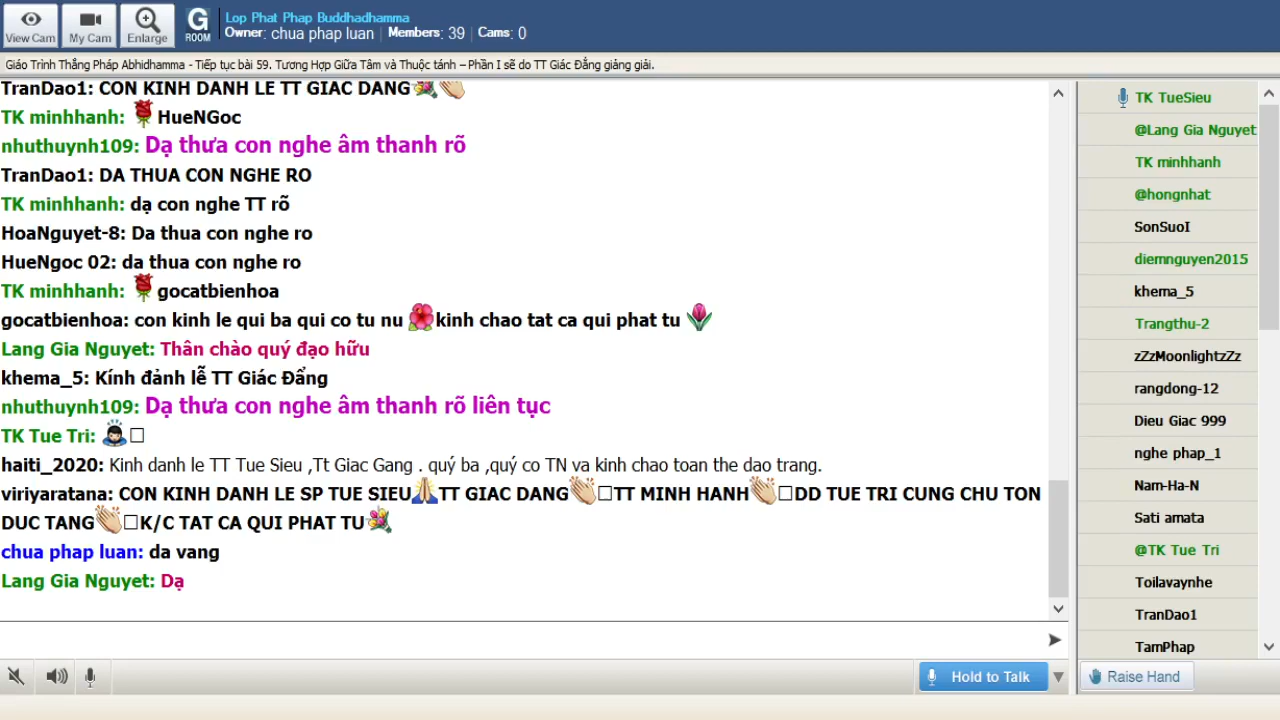 View Cam
My Cam
Enlarge
G
ROOM
Lop Phat Phap Buddhadhamma
Owner: chua phap luan | Members: 39 | Cams: 0
Giáo Trình Thắng Pháp Abhidhamma - Tiếp tục bài 59. Tương Hợp Giữa Tâm và Thuộc tánh – Phần I sẽ do TT Giác Đẳng giảng giải.
TranDao1: CON KINH DANH LE TT GIAC DANG
TK minhhanh: HueNGoc
nhuthuynh109: Dạ thưa con nghe âm thanh rõ
TranDao1: DA THUA CON NGHE RO
TK minhhanh: dạ con nghe TT rõ
HoaNguyet-8: Da thua con nghe ro
HueNgoc 02: da thua con nghe ro
TK minhhanh: gocatbienhoa
gocatbienhoa: con kinh le qui ba qui co tu nu kinh chao tat ca qui phat tu
Lang Gia Nguyet: Thân chào quý đạo hữu
khema_5: Kính đảnh lễ TT Giác Đẩng
nhuthuynh109: Dạ thưa con nghe âm thanh rõ liên tục
TK Tue Tri:
haiti_2020: Kinh danh le TT Tue Sieu ,Tt Giac Gang . quý ba ,quý co TN va kinh chao toan the dao trang.
viriyaratana: CON KINH DANH LE SP TUE SIEU TT GIAC DANG TT MINH HANH DD TUE TRI CUNG CHU TON
DUC TANG K/C TAT CA QUI PHAT TU
chua phap luan: da vang
Lang Gia Nguyet: Dạ
TK TueSieu
@Lang Gia Nguyet
TK minhhanh
@hongnhat
SonSuoI
diemnguyen2015
khema_5
Trangthu-2
zZzMoonlightzZz
rangdong-12
Dieu Giac 999
nghe phap_1
Nam-Ha-N
Sati amata
@TK Tue Tri
Toilavaynhe
TranDao1
TamPhap
Hold to Talk
Raise Hand